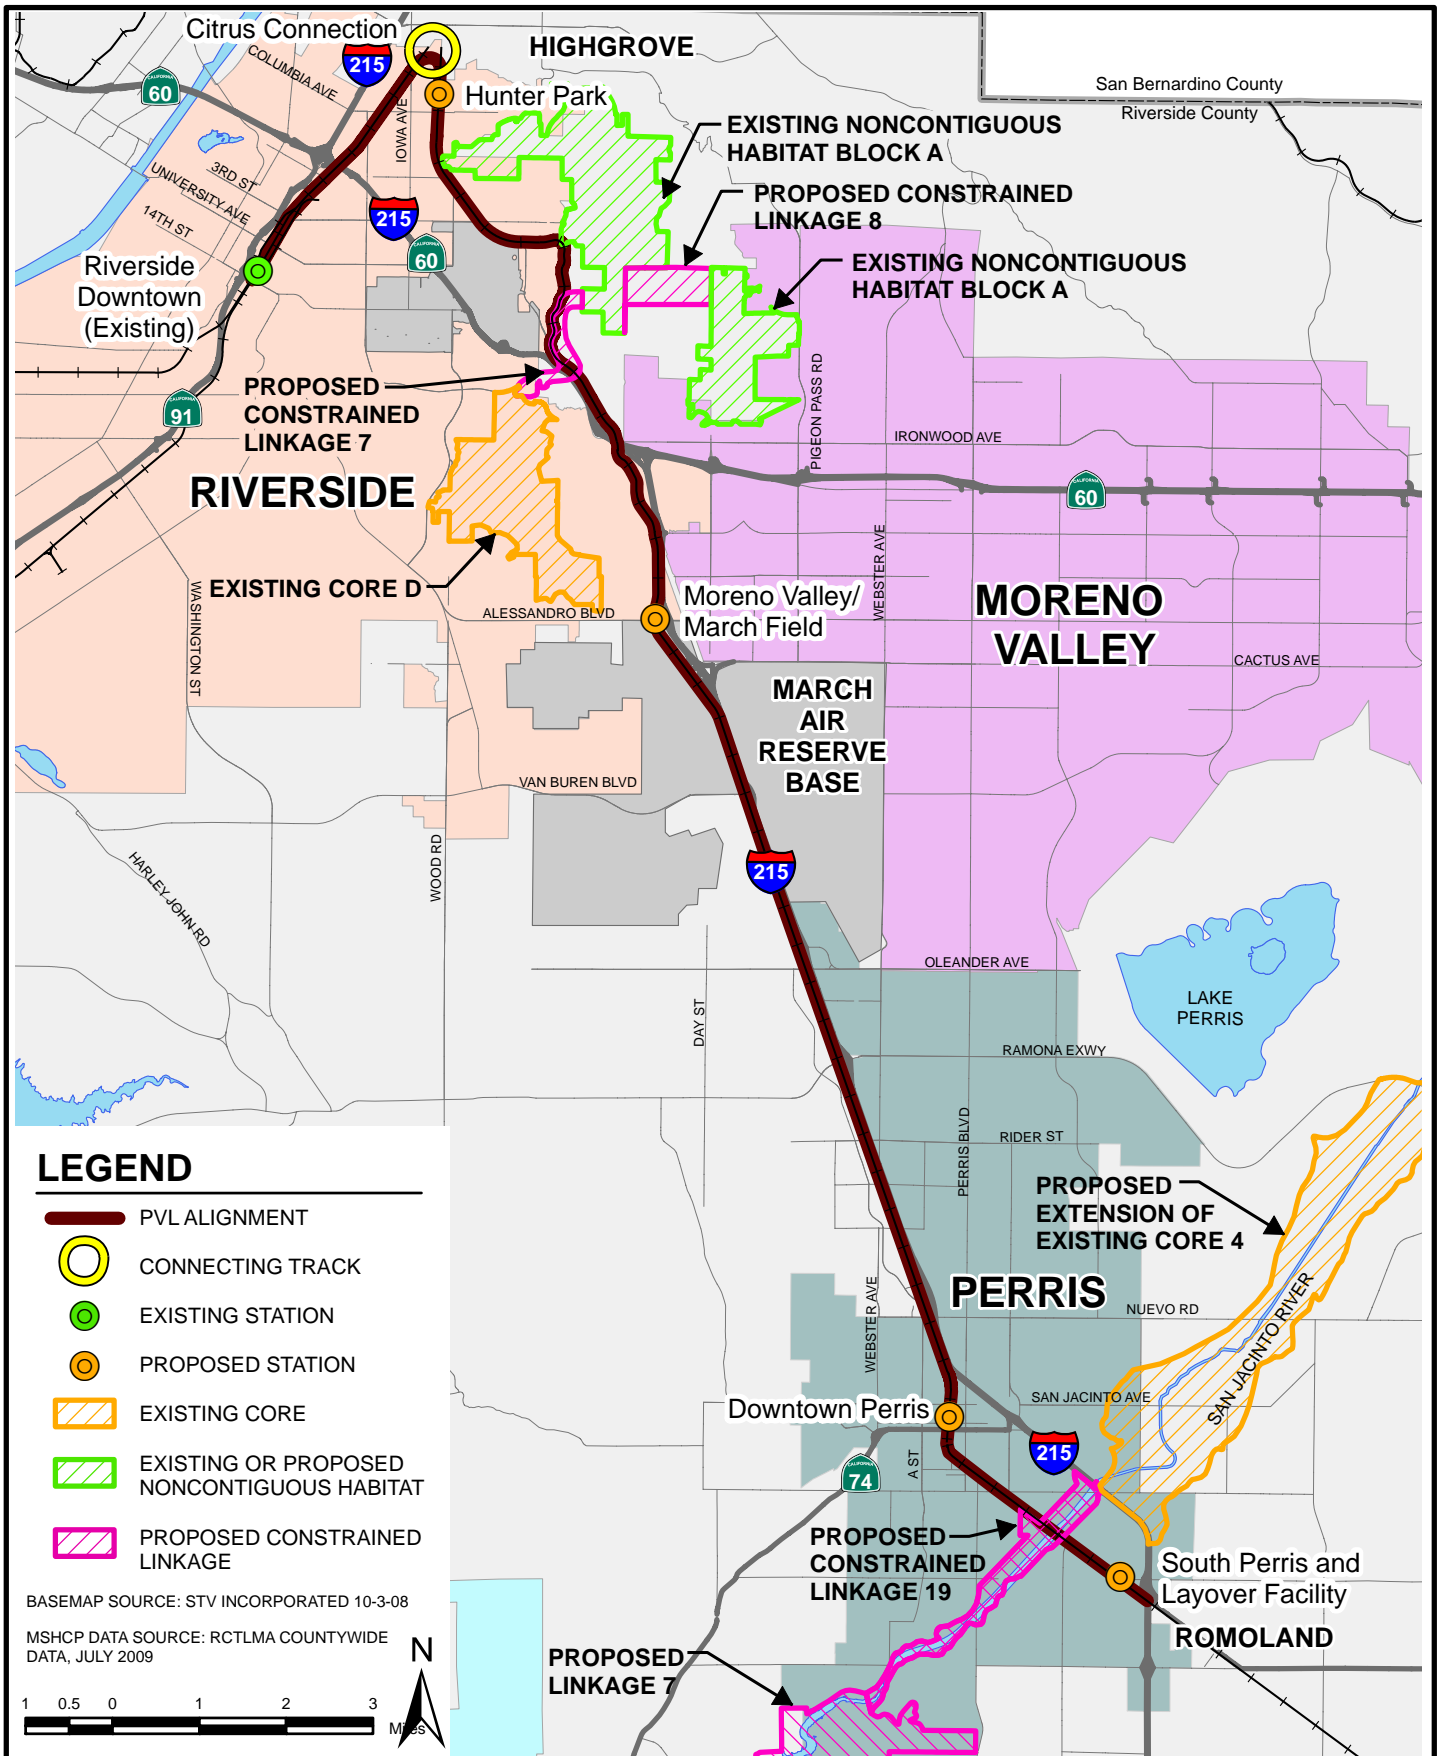 Citrus Connection
HIGHGROVE
215
COLUMBIA AVE
60
Hunter Park
San Bernardino County
Riverside County
IOWA AVE
EXISTING NONCONTIGUOUS
HABITAT BLOCK A
3RD ST
UNIVERSITY AVE
14TH ST
PROPOSED CONSTRAINED
LINKAGE 8
215
CALIFORNIA
60
Riverside
Downtown
(Existing)
EXISTING NONCONTIGUOUS
HABITAT BLOCK A
PROPOSED
CONSTRAINED
LINKAGE 7
91
PIGEON PASS RD
IRONWOOD AVE
RIVERSIDE
CALIFORNIA
60
WEBSTER AVE
EXISTING CORE D
WASHINGTON ST
ALESSANDRO BLVD
Moreno Valley/
March Field
MORENO
VALLEY
CACTUS AVE
MARCH
AIR
RESERVE
BASE
VAN BUREN BLVD
HARLEY JOHN RD
WOOD RD
215
OLEANDER AVE
LAKE
PERRIS
DAY ST
RAMONA EXWY
PERRIS BLVD
RIDER ST
PROPOSED
EXTENSION OF
EXISTING CORE 4
PERRIS
NUEVO RD
WEBSTER AVE
SAN JACINTO RIVER
SAN JACINTO AVE
Downtown Perris
215
A ST
CALIFORNIA
74
PROPOSED
CONSTRAINED
LINKAGE 19
South Perris and
Layover Facility
ROMOLAND
PROPOSED
LINKAGE 7
LEGEND
PVL ALIGNMENT
CONNECTING TRACK
EXISTING STATION
PROPOSED STATION
EXISTING CORE
EXISTING OR PROPOSED
NONCONTIGUOUS HABITAT
PROPOSED CONSTRAINED
LINKAGE
BASEMAP SOURCE: STV INCORPORATED 10-3-08
MSHCP DATA SOURCE: RCTLMA COUNTYWIDE
DATA, JULY 2009
N
1 0.5 0 1 2 3
Miles